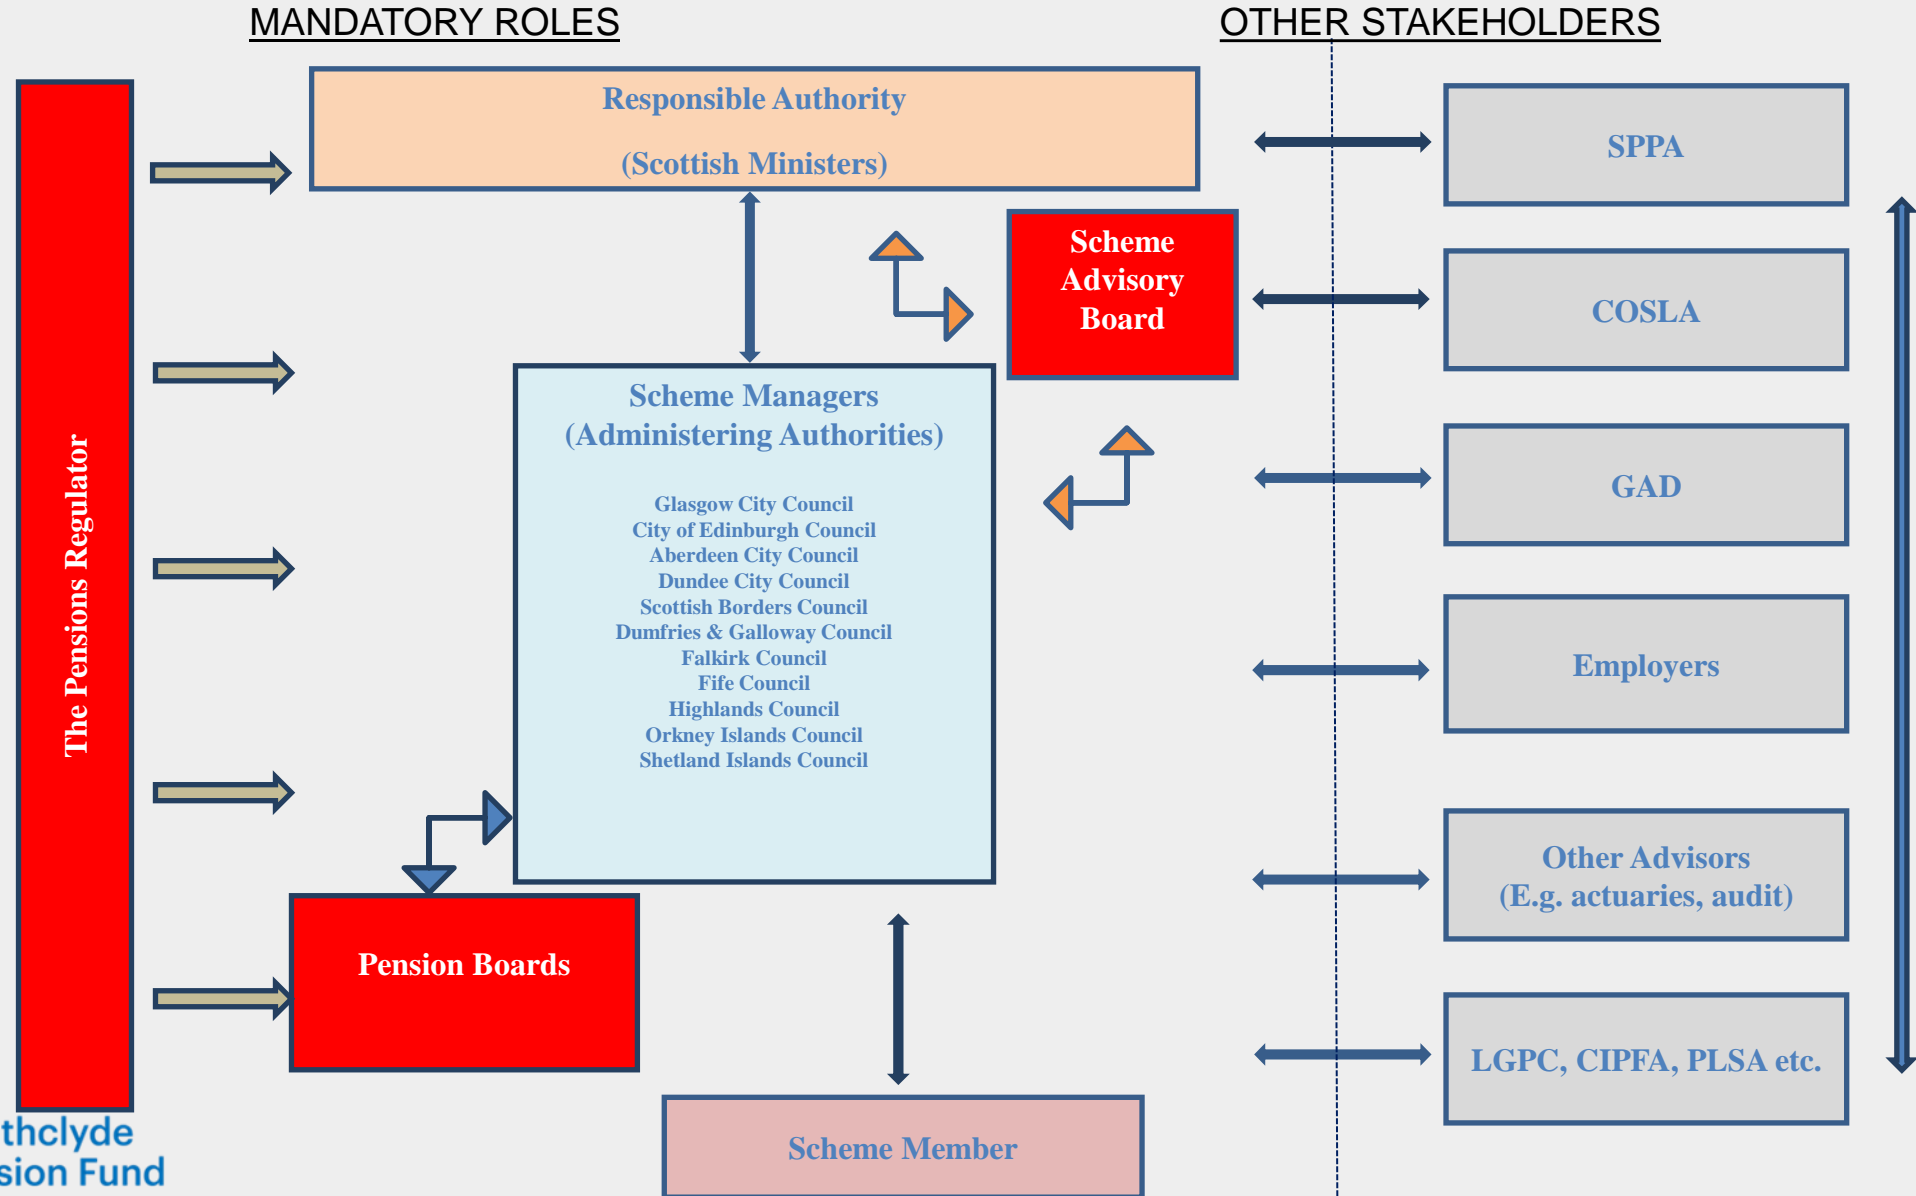 MANDATORY ROLES
OTHER STAKEHOLDERS
The Pensions Regulator
Responsible Authority
(Scottish Ministers)
Scheme
Advisory
Board
Scheme Managers
(Administering Authorities)
Glasgow City Council
City of Edinburgh Council
Aberdeen City Council
Dundee City Council
Scottish Borders Council
Dumfries & Galloway Council
Falkirk Council
Fife Council
Highlands Council
Orkney Islands Council
Shetland Islands Council
Pension Boards
Scheme Member
SPPA
COSLA
GAD
Employers
Other Advisors
(E.g. actuaries, audit)
LGPC, CIPFA, PLSA etc.
thclyde
sion Fund